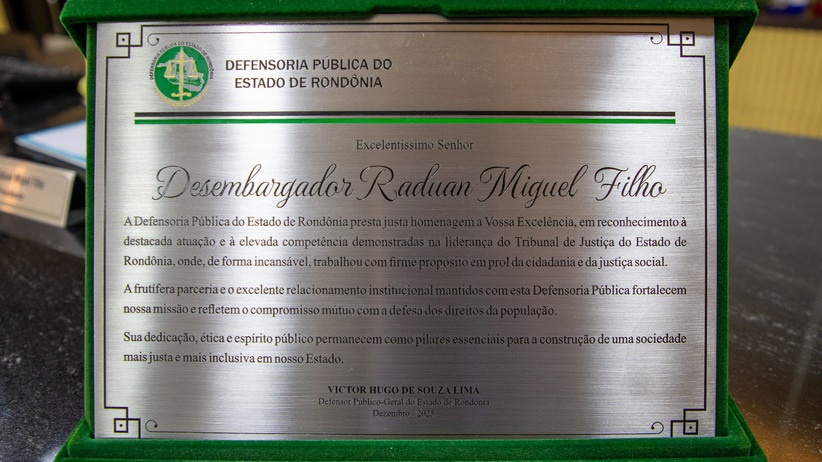 DEFENSORIA PÚBLICA DO
ESTADO DE RONDÔNIA
Excelentíssimo Senhor
Desembargador Raduan Miguel Filho
A Defensoria Pública do Estado de Rondônia presta justa homenagem a Vossa Excelência, em reconhecimento à
destacada atuação e à elevada competência demonstradas na liderança do Tribunal de Justiça do Estado de
Rondônia, onde, de forma incansável, trabalhou com firme propósito em prol da cidadania e da justiça social.
A frutífera parceria e o excelente relacionamento institucional mantidos com esta Defensoria Pública fortalecem
nossa missão e refletem o compromisso mútuo com a defesa dos direitos da população.
Sua dedicação, ética e espírito público permanecem como pilares essenciais para a construção de uma sociedade
mais justa e mais inclusiva em nosso Estado.
VICTOR HUGO DE SOUZA LIMA
Defensor Público-Geral do Estado de Rondônia
Dezembro - 2025